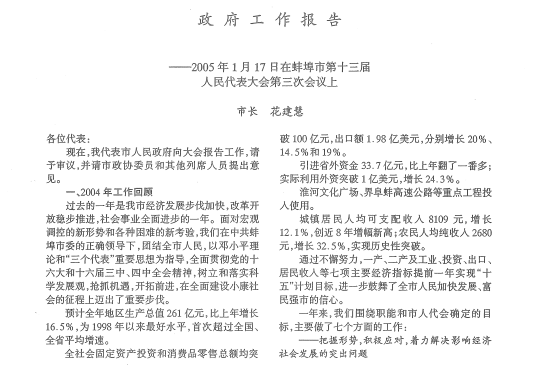 政府工作报告
——2005年1月17日在蚌埠市第十三届
人民代表大会第三次会议上
市长 花建慧
各位代表：
现在，我代表市人民政府向大会报告工作，请
予审议，并请市政协委员和其他列席人员提出意
见。
一、2004年工作回顾
过去的一年是我市经济发展步伐加快，改革开
放稳步推进，社会事业全面进步的一年。面对宏观
调控的新形势和各种困难的新考验，我们在中共蚌
埠市委的正确领导下，团结全市人民，以邓小平理
论和“三个代表”重要思想为指导，全面贯彻党的十
六大和十六届三中、四中全会精神，树立和落实科
学发展观，抢抓机遇，开拓前进，在全面建设小康社会
的征程上迈出了重要步伐。
预计全年地区生产总值261亿元，比上年增长
16.5%，为1998年以来最好水平，首次超过全国、
全省平均增速。
全社会固定资产投资和消费品零售总额均突
破100亿元，出口额1.98亿美元，分别增长20%、
14.5%和19%。
引进省外资金33.7亿元，比上年翻了一番多；
实际利用外资突破1亿美元，增长24.3%。
淮河文化广场、界阜蚌高速公路等重点工程投
入使用。
城镇居民人均可支配收入8109元，增长
12.1%，创近8年增幅新高；农民人均纯收入2680
元，增长32.5%，实现历史性突破。
通过不懈努力，一产、二产及工业、投资、出口、
居民收入等七项主要经济指标提前一年实现“十
五”计划目标，进一步鼓舞了全市人民加快发展、富
民强市的信心。
一年来，我们围绕职能和市人代会确定的目
标，主要做了七个方面的工作：
——把握形势，积极应对，着力解决影响经济
社会发展的突出问题